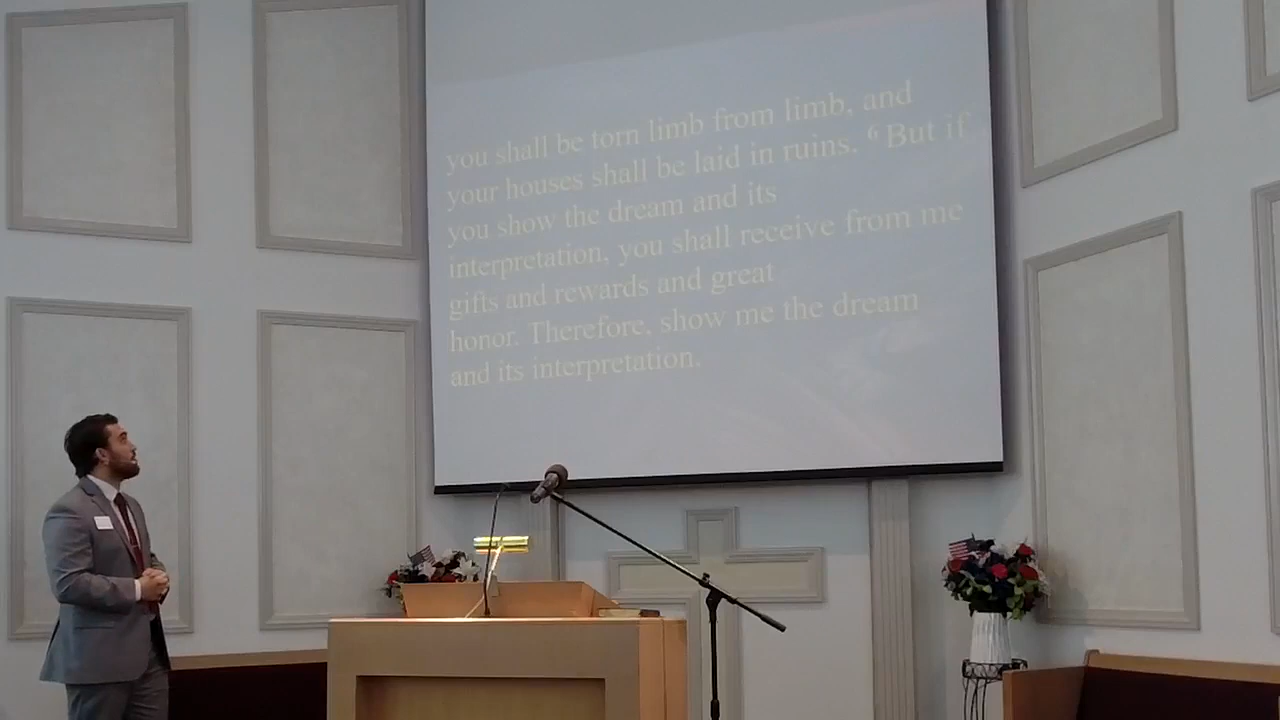 you shall be torn limb from limb, and
your houses shall be laid in ruins. ⁶ But if
you show the dream and its
interpretation, you shall receive from me
gifts and rewards and great
honor. Therefore, show me the dream
and its interpretation.